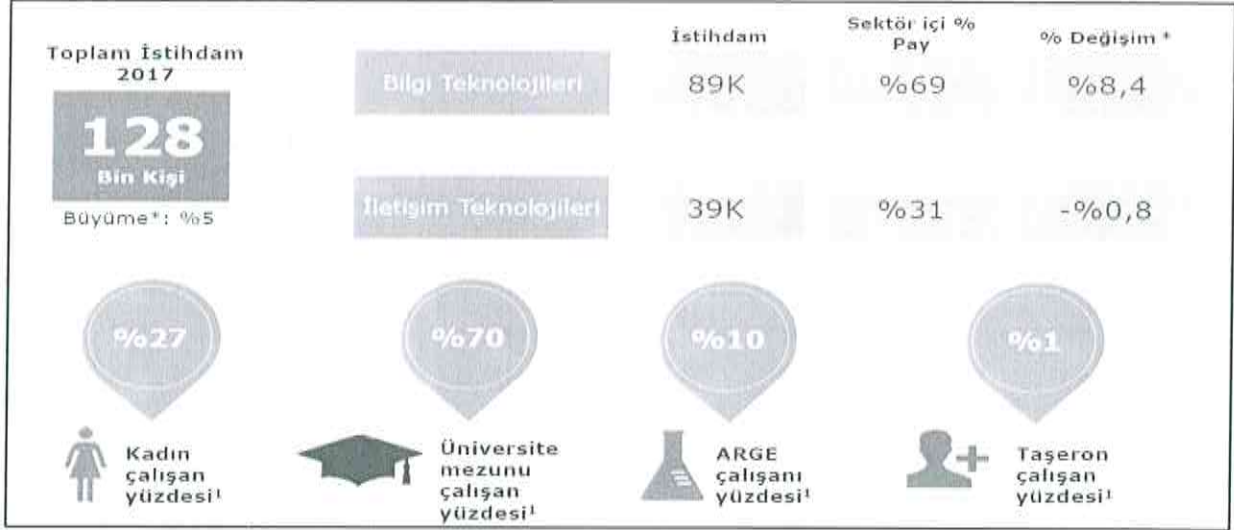 Toplam İstihdam
2017
128
Bin Kişi
Büyüme*: %5
İstihdam
Sektör içi %
Pay
% Değişim *
Bilgi Teknolojileri
89K
%69
%8,4
İletişim Teknolojileri
39K
%31
-%0,8
%27
Kadın
çalışan
yüzdesi¹
%70
Üniversite
mezunu
çalışan
yüzdesi¹
%10
ARGE
çalışanı
yüzdesi¹
%1
Taşeron
çalışan
yüzdesi¹